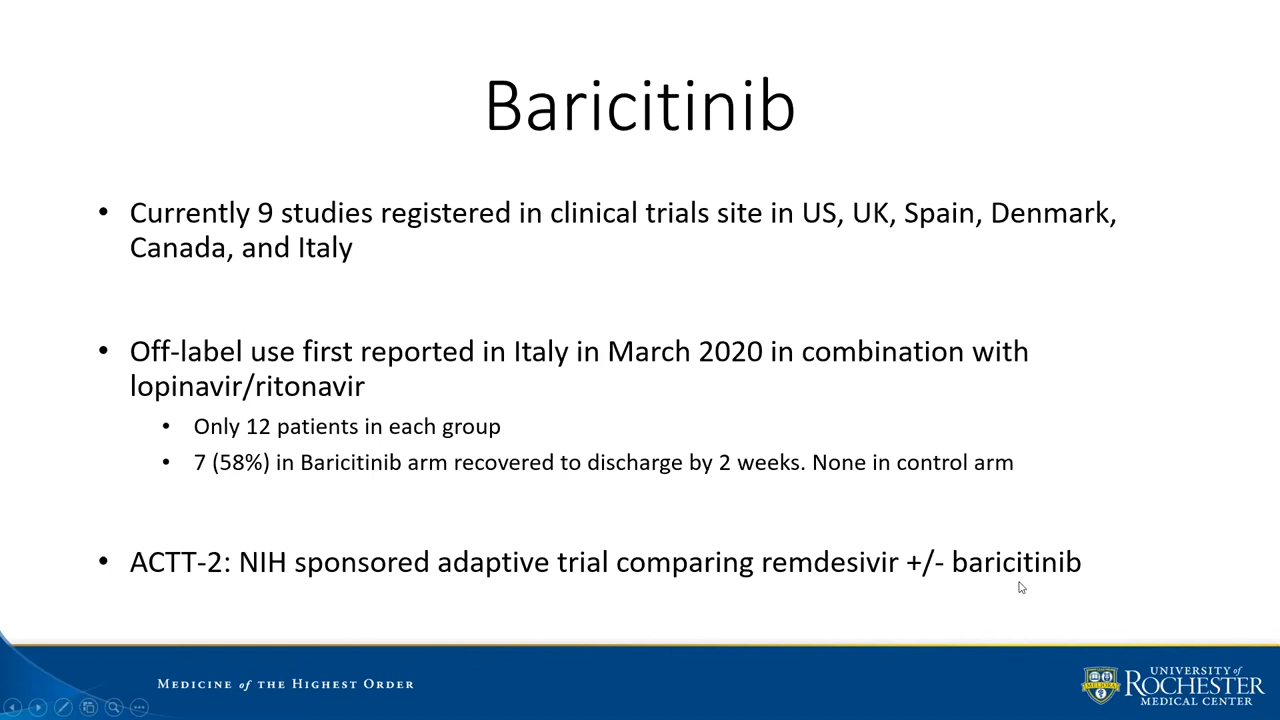 Baricitinib
• Currently 9 studies registered in clinical trials site in US, UK, Spain, Denmark,
Canada, and Italy
• Off-label use first reported in Italy in March 2020 in combination with
lopinavir/ritonavir
• Only 12 patients in each group
• 7 (58%) in Baricitinib arm recovered to discharge by 2 weeks. None in control arm
• ACTT-2: NIH sponsored adaptive trial comparing remdesivir +/- baricitinib
MEDICINE of THE HIGHEST ORDER
MELIORA
UNIVERSITY of
ROCHESTER
MEDICAL CENTER